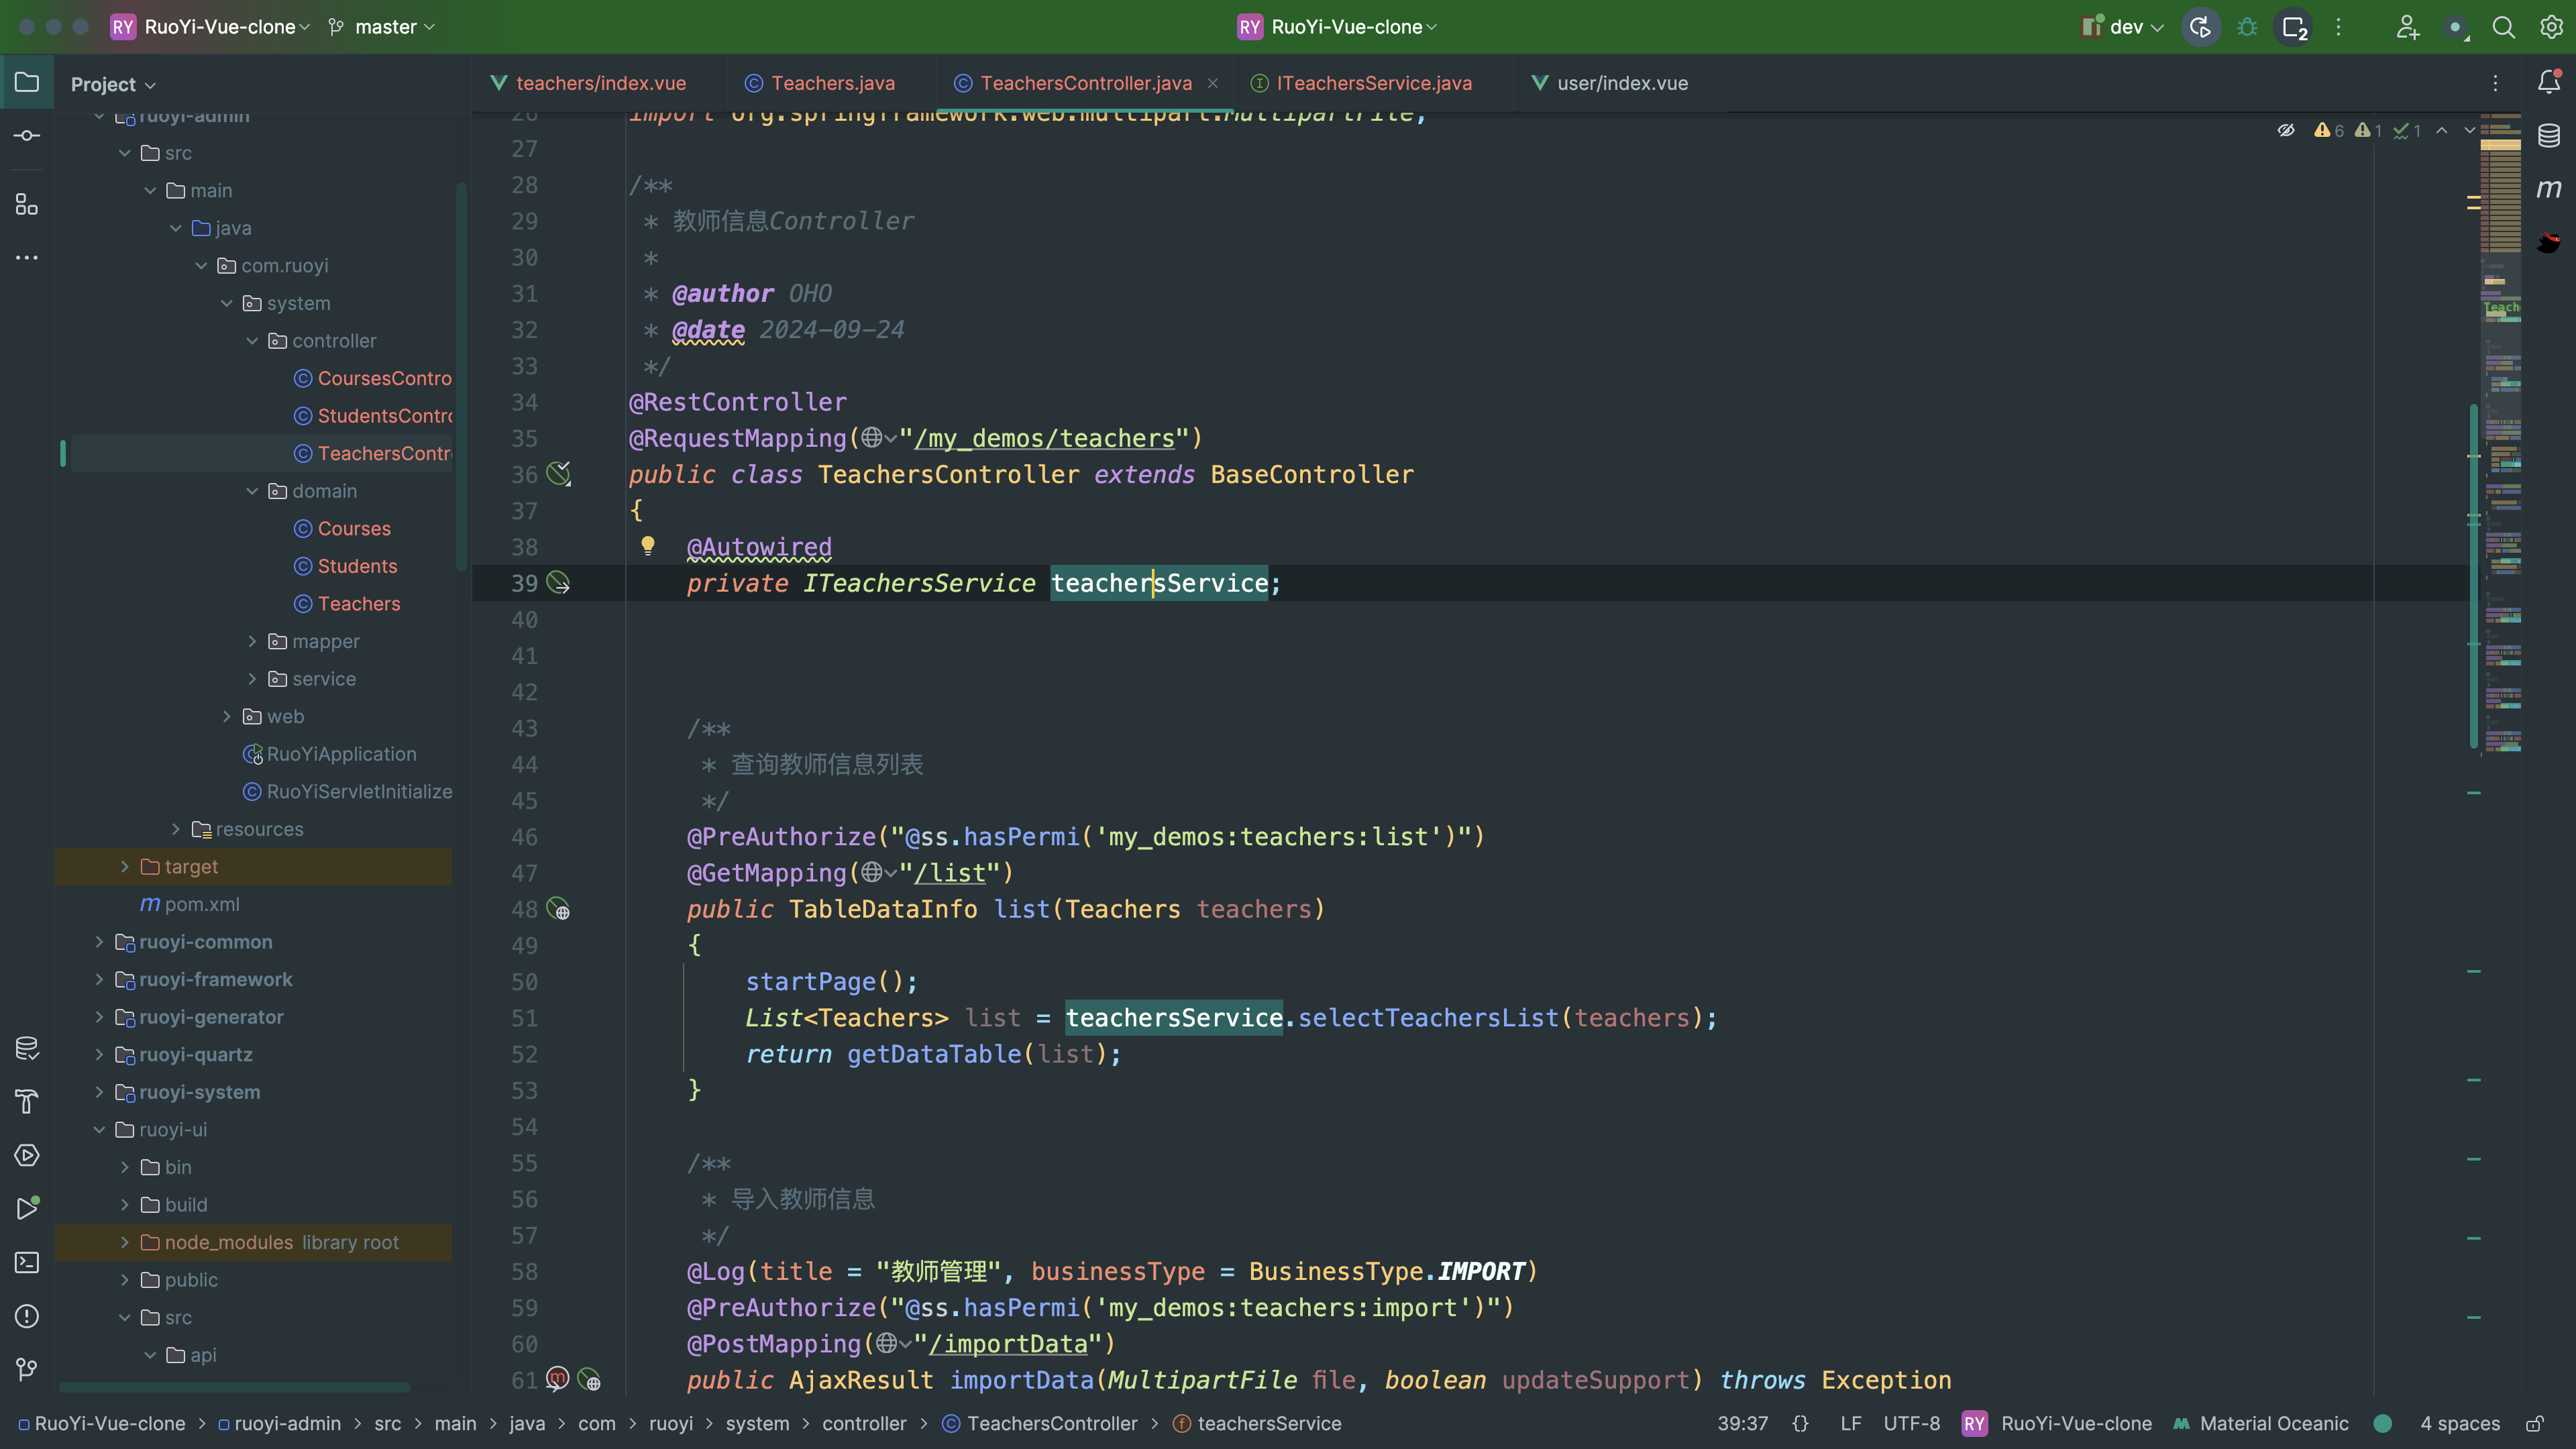 RY RuoYi-Vue-clone master
RY RuoYi-Vue-clone
dev
2
Project
teachers/index.vue
Teachers.java
TeachersController.java
ITeachersService.java
user/index.vue
6 1 1
ruoyi-admin
src
main
java
com.ruoyi
system
controller
CoursesContro
StudentsContr
TeachersContr
domain
Courses
Students
Teachers
mapper
service
web
RuoYiApplication
RuoYiServletInitialize
resources
target
pom.xml
ruoyi-common
ruoyi-framework
ruoyi-generator
ruoyi-quartz
ruoyi-system
ruoyi-ui
bin
build
node_modules library root
public
src
api
26 import org.springframework.web.multipart.MultipartFile;
27
28 /**
29 * 教师信息Controller
30 *
31 * @author OHO
32 * @date 2024-09-24
33 */
34 @RestController
35 @RequestMapping("/my_demos/teachers")
36 public class TeachersController extends BaseController
37 {
38 @Autowired
39 private ITeachersService teachersService;
40
41
42
43 /**
44 * 查询教师信息列表
45 */
46 @PreAuthorize("@ss.hasPermi('my_demos:teachers:list')")
47 @GetMapping("/list")
48 public TableDataInfo list(Teachers teachers)
49 {
50 startPage();
51 List<Teachers> list = teachersService.selectTeachersList(teachers);
52 return getDataTable(list);
53 }
54
55 /**
56 * 导入教师信息
57 */
58 @Log(title = "教师管理", businessType = BusinessType.IMPORT)
59 @PreAuthorize("@ss.hasPermi('my_demos:teachers:import')")
60 @PostMapping("/importData")
61 public AjaxResult importData(MultipartFile file, boolean updateSupport) throws Exception
Teach
RuoYi-Vue-clone > ruoyi-admin > src > main > java > com > ruoyi > system > controller > TeachersController > teachersService
39:37 {} LF UTF-8 RY RuoYi-Vue-clone Material Oceanic 4 spaces